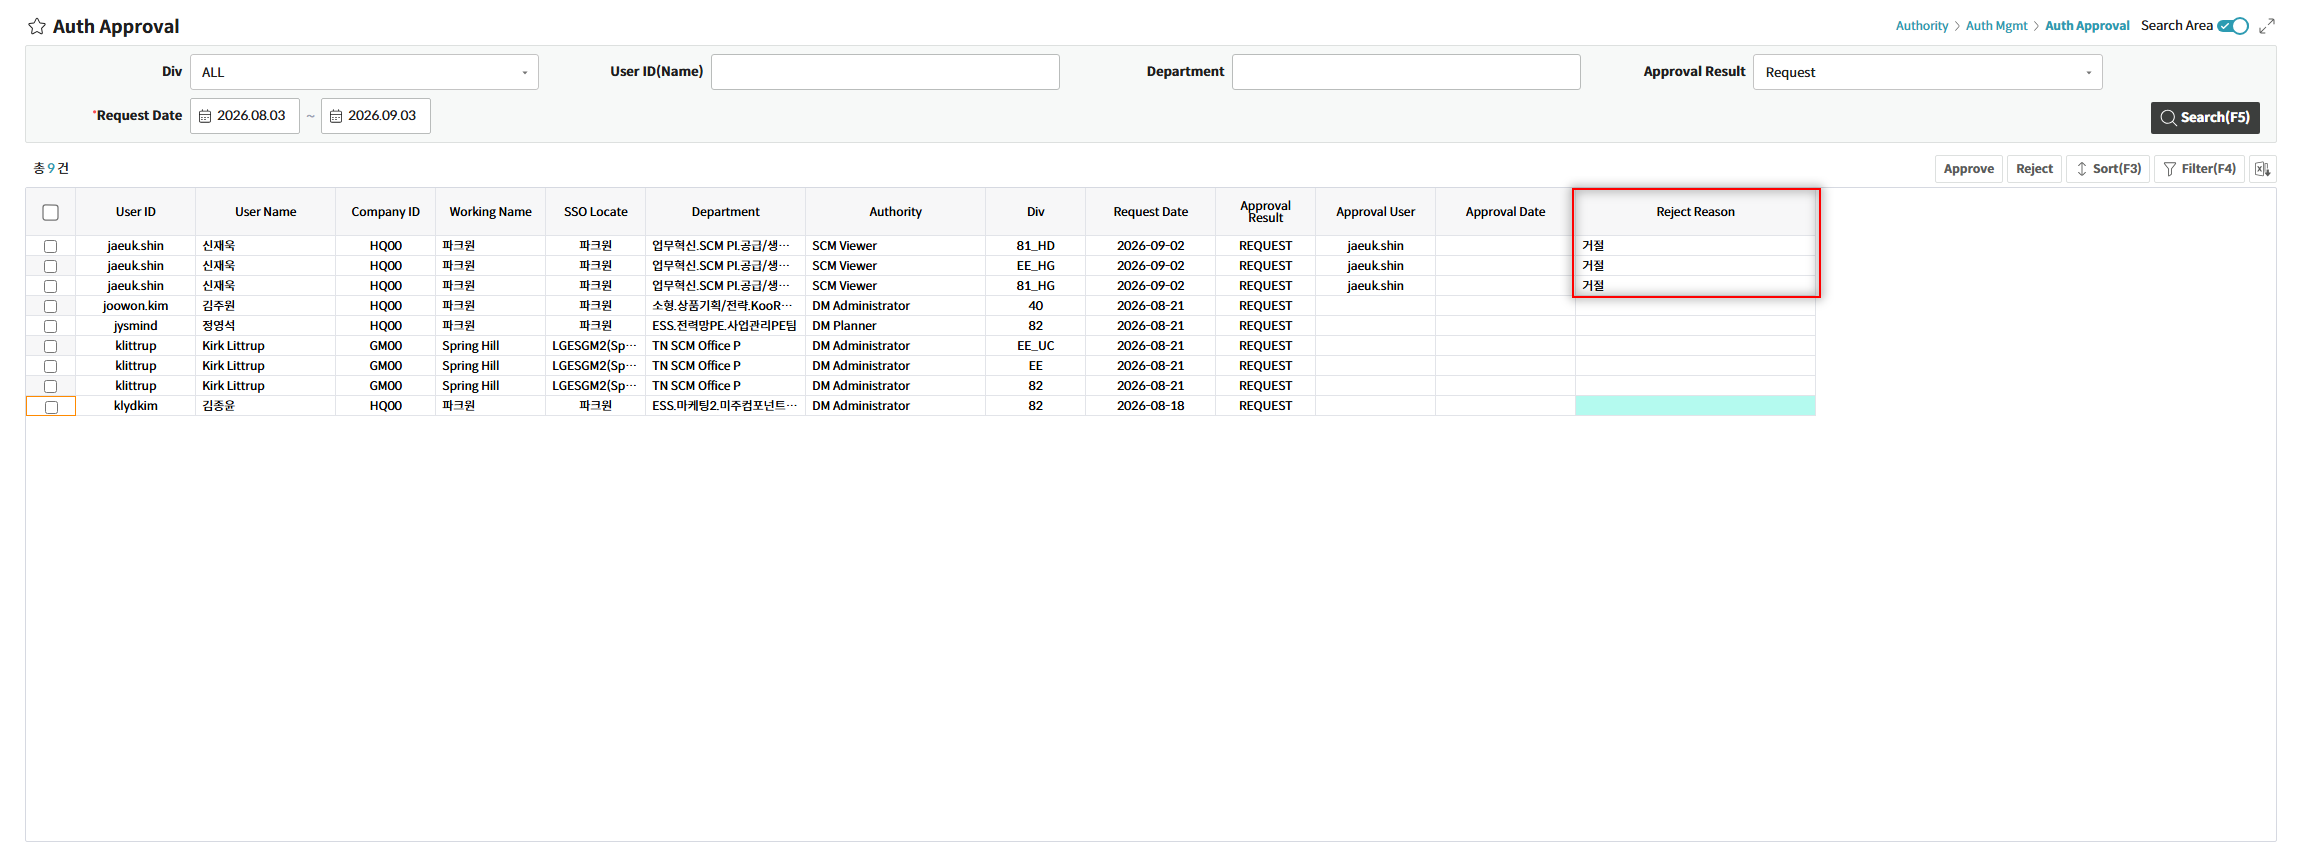 Auth Approval
Authority > Auth Mgmt > Auth Approval Search Area
Div ALL User ID(Name) Department Approval Result Request
*Request Date 2026.08.03 ~ 2026.09.03 Search(F5)
총 9 건 Approve Reject Sort(F3) Filter(F4)
User ID User Name Company ID Working Name SSO Locate Department Authority Div Request Date Approval Result Approval User Approval Date Reject Reason
jaeuk.shin 신재욱 HQ00 파크원 파크원 업무혁신.SCM PI.공급/생… SCM Viewer 81_HD 2026-09-02 REQUEST jaeuk.shin 거절
jaeuk.shin 신재욱 HQ00 파크원 파크원 업무혁신.SCM PI.공급/생… SCM Viewer EE_HG 2026-09-02 REQUEST jaeuk.shin 거절
jaeuk.shin 신재욱 HQ00 파크원 파크원 업무혁신.SCM PI.공급/생… SCM Viewer 81_HG 2026-09-02 REQUEST jaeuk.shin 거절
joowon.kim 김주원 HQ00 파크원 파크원 소형.상품기획/전략.KooR… DM Administrator 40 2026-08-21 REQUEST
jysmind 정영석 HQ00 파크원 파크원 ESS.전력망PE.사업관리PE팀 DM Planner 82 2026-08-21 REQUEST
klittrup Kirk Littrup GM00 Spring Hill LGESGM2(Sp… TN SCM Office P DM Administrator EE_UC 2026-08-21 REQUEST
klittrup Kirk Littrup GM00 Spring Hill LGESGM2(Sp… TN SCM Office P DM Administrator EE 2026-08-21 REQUEST
klittrup Kirk Littrup GM00 Spring Hill LGESGM2(Sp… TN SCM Office P DM Administrator 82 2026-08-21 REQUEST
klydkim 김종윤 HQ00 파크원 파크원 ESS.마케팅2.미주컴포넌트… DM Administrator 82 2026-08-18 REQUEST